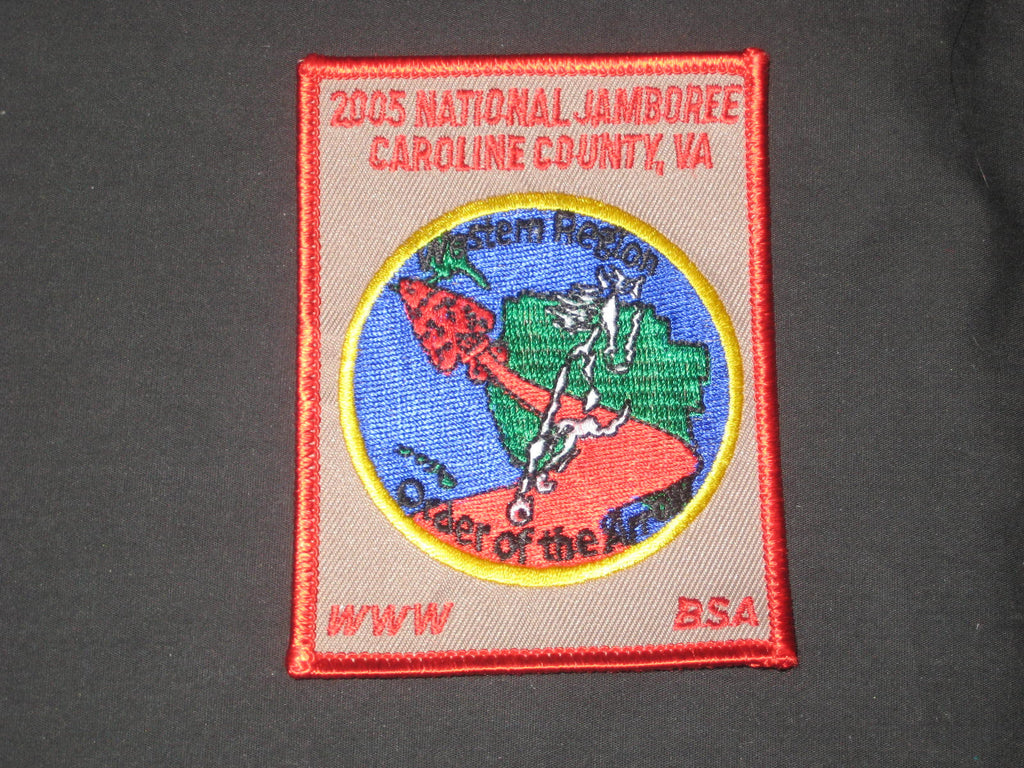 2005 NATIONAL JAMBOREE
CAROLINE COUNTY, VA
Western Region
Order of the Arrow
WWW
BSA